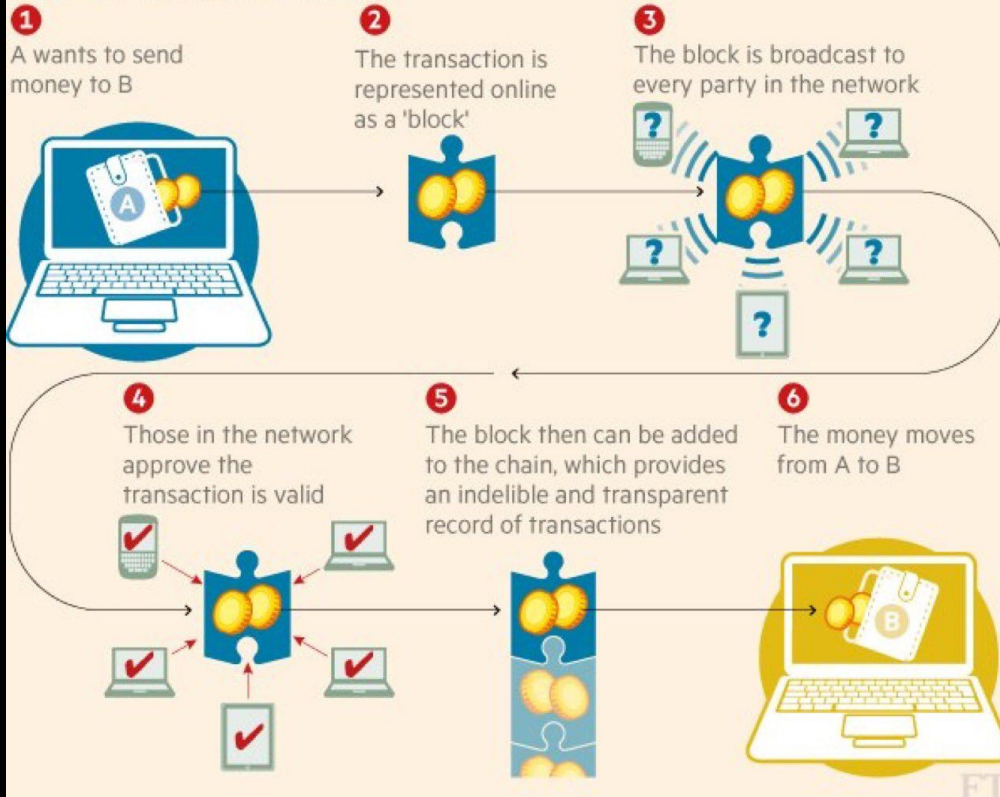 1
A wants to send
money to B
2
The transaction is
represented online
as a 'block'
3
The block is broadcast to
every party in the network
A
?
?
?
?
?
4
Those in the network
approve the
transaction is valid
5
The block then can be added
to the chain, which provides
an indelible and transparent
record of transactions
6
The money moves
from A to B
B
FT